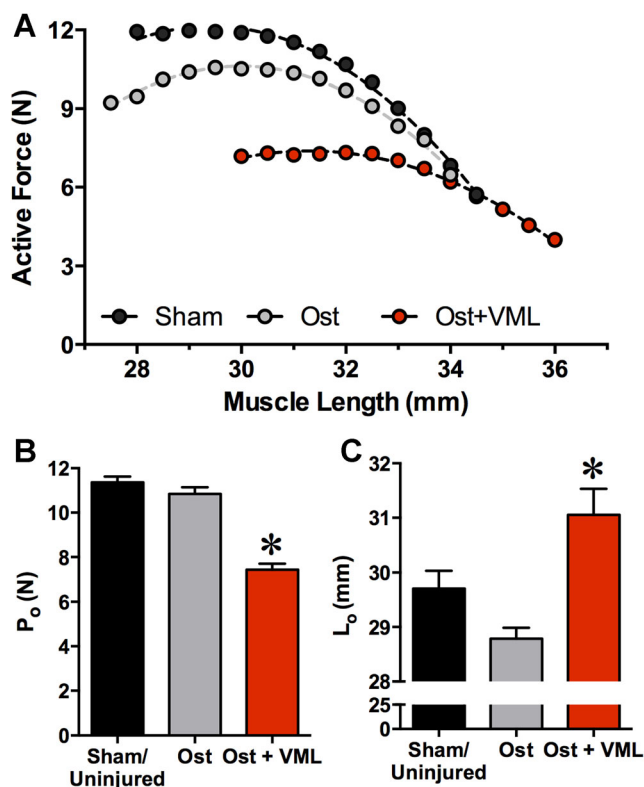 A
Active Force (N)
12
9
6
3
0
Sham
Ost
Ost+VML
28
30
32
34
36
Muscle Length (mm)
B
Po (N)
12
10
8
6
4
2
0
*
Sham/
Uninjured
Ost
Ost + VML
C
Lo (mm)
32
31
30
29
28
25
0
*
Sham/
Uninjured
Ost
Ost + VML